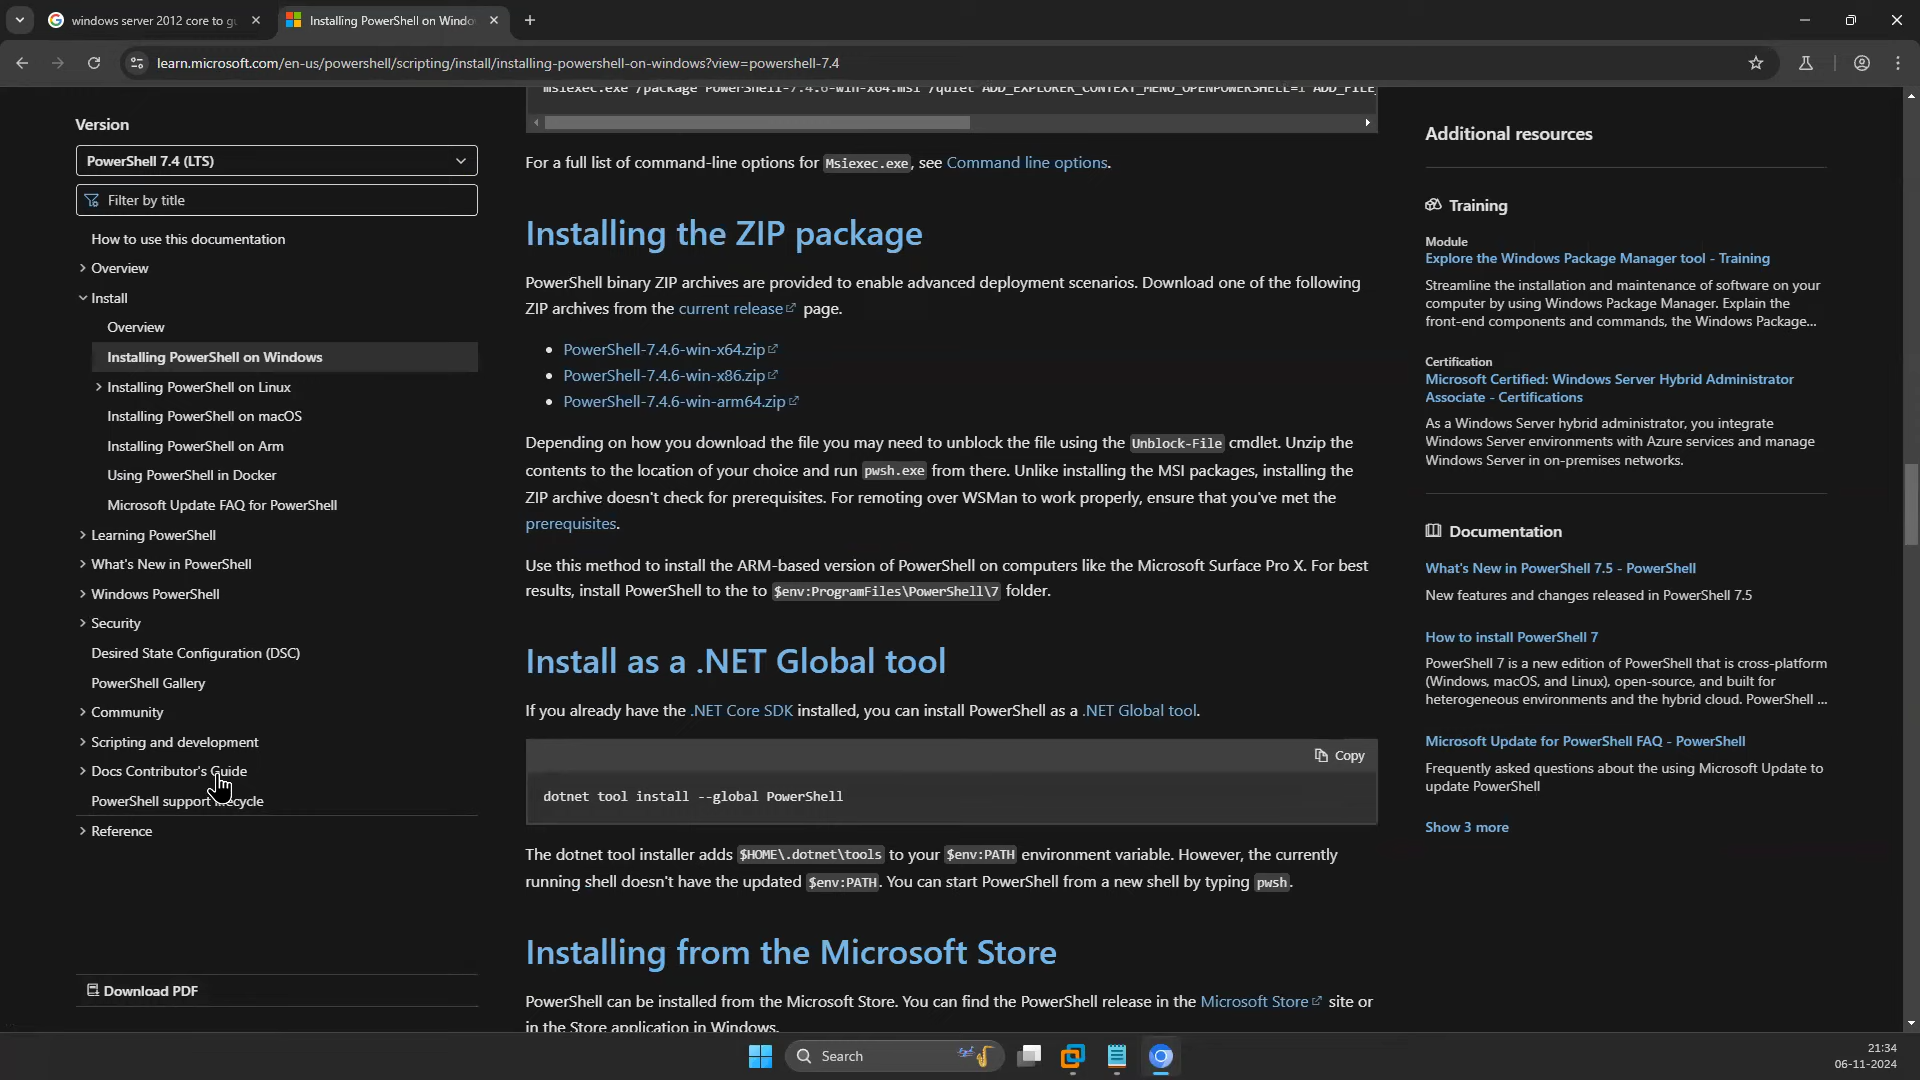 windows server 2012 core to gu
Installing PowerShell on Windo
learn.microsoft.com/en-us/powershell/scripting/install/installing-powershell-on-windows?view=powershell-7.4
Version
PowerShell 7.4 (LTS)
Filter by title
How to use this documentation
Overview
Install
Overview
Installing PowerShell on Windows
Installing PowerShell on Linux
Installing PowerShell on macOS
Installing PowerShell on Arm
Using PowerShell in Docker
Microsoft Update FAQ for PowerShell
Learning PowerShell
What's New in PowerShell
Windows PowerShell
Security
Desired State Configuration (DSC)
PowerShell Gallery
Community
Scripting and development
Docs Contributor's Guide
PowerShell support lifecycle
Reference
Download PDF
msiexec.exe /package PowerShell-7.4.6-win-x64.msi /quiet ADD_EXPLORER_CONTEXT_MENU_OPENPOWERSHELL=1 ADD_FILE_
For a full list of command-line options for Msiexec.exe, see Command line options.
Installing the ZIP package
PowerShell binary ZIP archives are provided to enable advanced deployment scenarios. Download one of the following
ZIP archives from the current release page.
• PowerShell-7.4.6-win-x64.zip
• PowerShell-7.4.6-win-x86.zip
• PowerShell-7.4.6-win-arm64.zip
Depending on how you download the file you may need to unblock the file using the Unblock-File cmdlet. Unzip the
contents to the location of your choice and run pwsh.exe from there. Unlike installing the MSI packages, installing the
ZIP archive doesn't check for prerequisites. For remoting over WSMan to work properly, ensure that you've met the
prerequisites.
Use this method to install the ARM-based version of PowerShell on computers like the Microsoft Surface Pro X. For best
results, install PowerShell to the to $env:ProgramFiles\PowerShell\7 folder.
Install as a .NET Global tool
If you already have the .NET Core SDK installed, you can install PowerShell as a .NET Global tool.
Copy
dotnet tool install --global PowerShell
The dotnet tool installer adds $HOME\.dotnet\tools to your $env:PATH environment variable. However, the currently
running shell doesn't have the updated $env:PATH. You can start PowerShell from a new shell by typing pwsh.
Installing from the Microsoft Store
PowerShell can be installed from the Microsoft Store. You can find the PowerShell release in the Microsoft Store site or
in the Store application in Windows.
Additional resources
Training
Module
Explore the Windows Package Manager tool - Training
Streamline the installation and maintenance of software on your
computer by using Windows Package Manager. Explain the
front-end components and commands, the Windows Package...
Certification
Microsoft Certified: Windows Server Hybrid Administrator
Associate - Certifications
As a Windows Server hybrid administrator, you integrate
Windows Server environments with Azure services and manage
Windows Server in on-premises networks.
Documentation
What's New in PowerShell 7.5 - PowerShell
New features and changes released in PowerShell 7.5
How to install PowerShell 7
PowerShell 7 is a new edition of PowerShell that is cross-platform
(Windows, macOS, and Linux), open-source, and built for
heterogeneous environments and the hybrid cloud. PowerShell ...
Microsoft Update for PowerShell FAQ - PowerShell
Frequently asked questions about the using Microsoft Update to
update PowerShell
Show 3 more
Search
21:34
06-11-2024